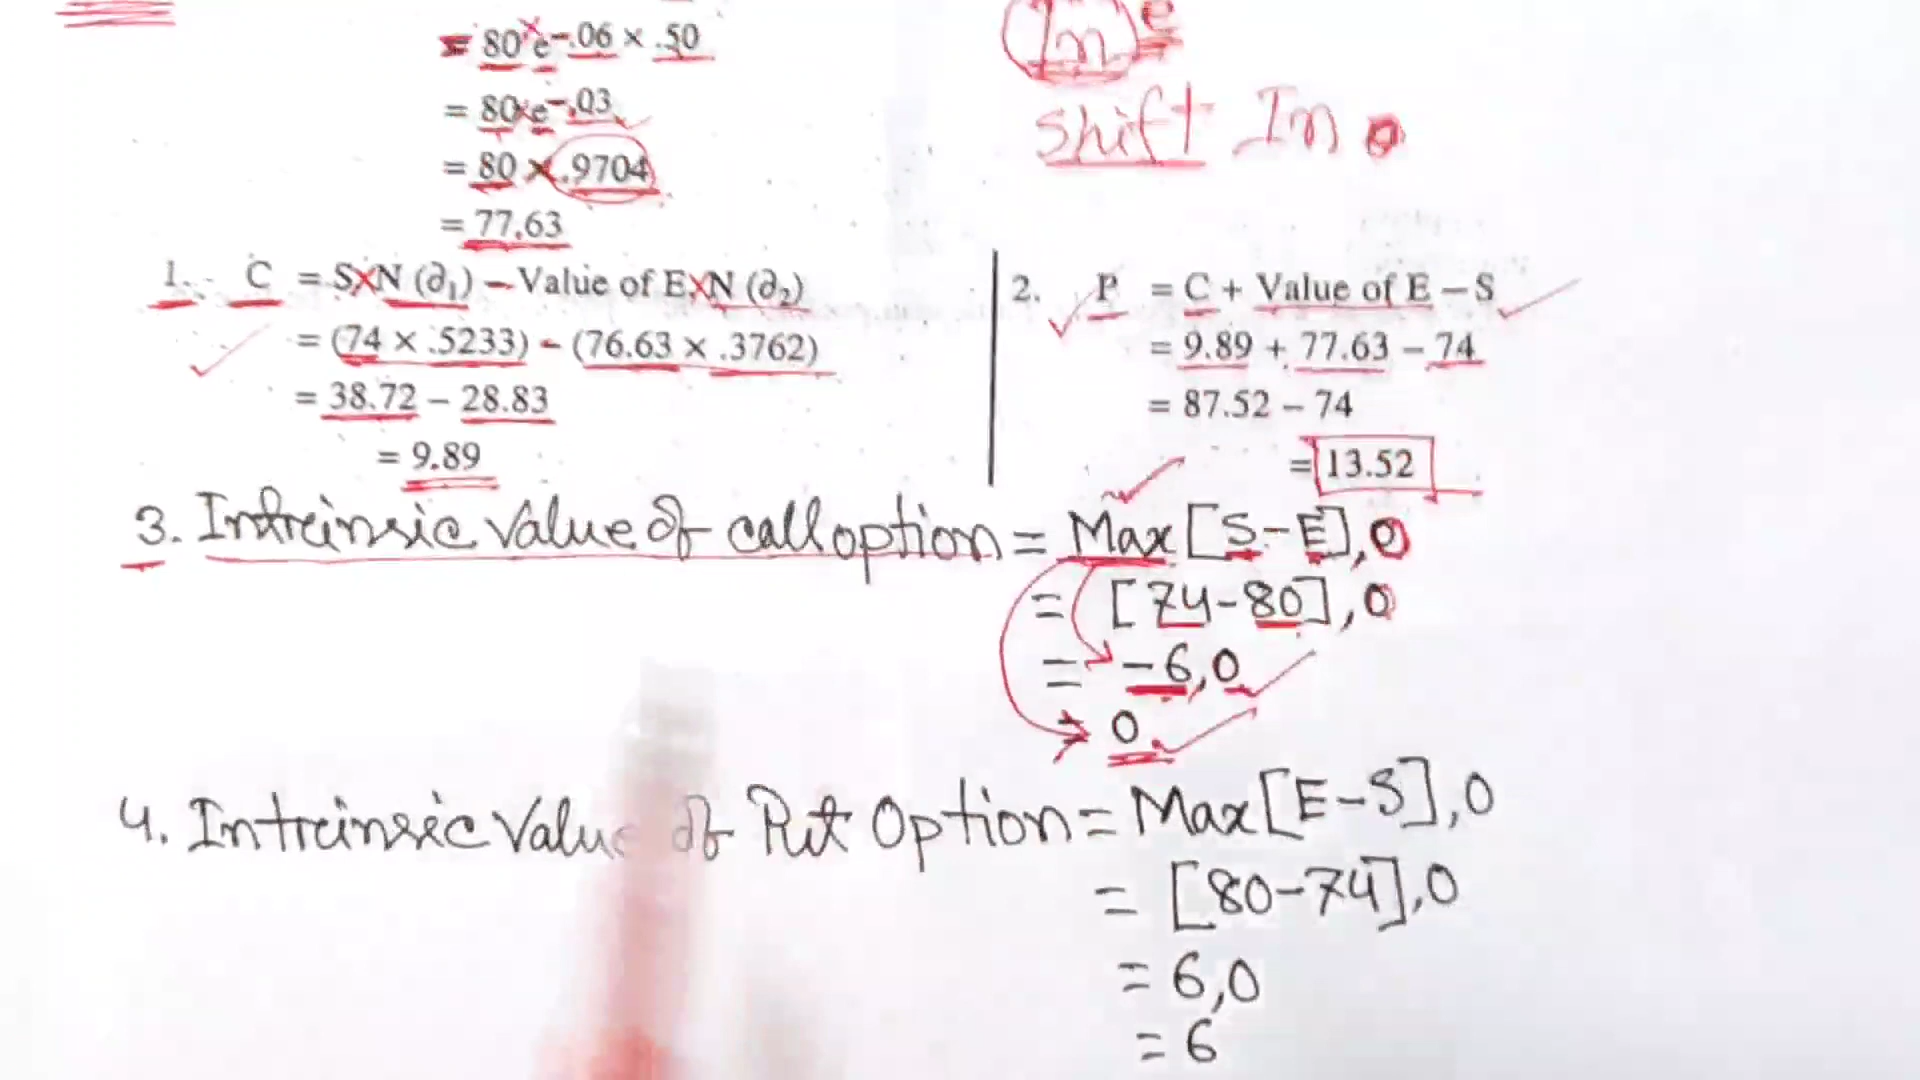 = 80 × e-.06 × .50
= 80 × e-.03
= 80 × .9704
= 77.63
In e
Shift In
1. C = S×N (∂1) – Value of E×N (∂2)
= (74 × .5233) – (76.63 × .3762)
= 38.72 – 28.83
= 9.89
2. P = C + Value of E – S
= 9.89 + 77.63 – 74
= 87.52 – 74
= 13.52
3. Intrinsic Value of call option = Max [S-E], 0
= [74-80], 0
= -6, 0
0
4. Intrinsic Value of Put Option = Max [E-S], 0
= [80-74], 0
= 6, 0
= 6